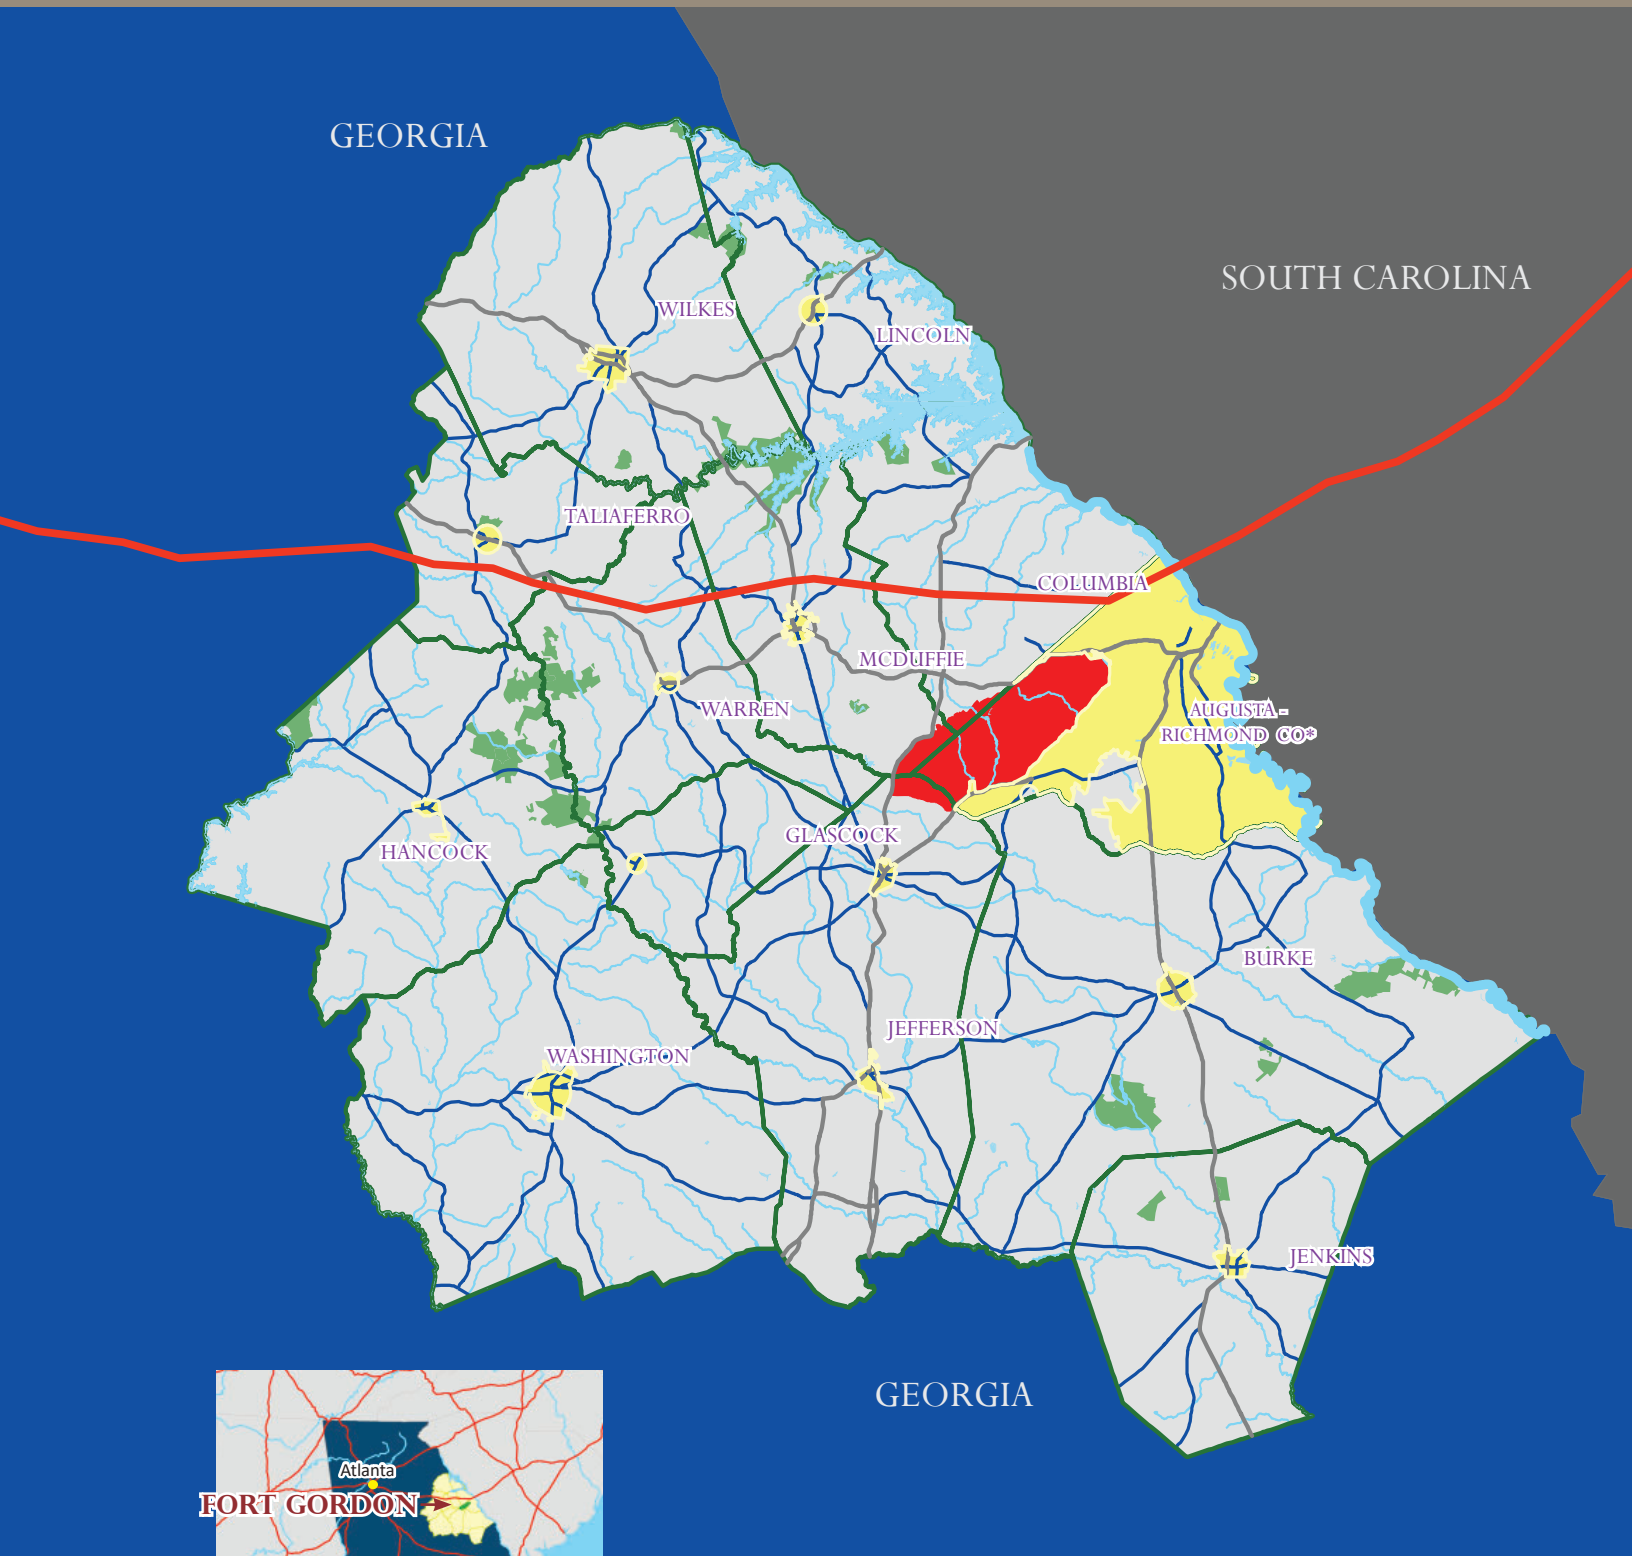 GEORGIA
SOUTH CAROLINA
WILKES
LINCOLN
TALIAFERRO
COLUMBIA
MCDUFFIE
WARREN
AUGUSTA -
RICHMOND CO*
GLASCOCK
HANCOCK
BURKE
JEFFERSON
WASHINGTON
JENKINS
GEORGIA
Atlanta
FORT GORDON